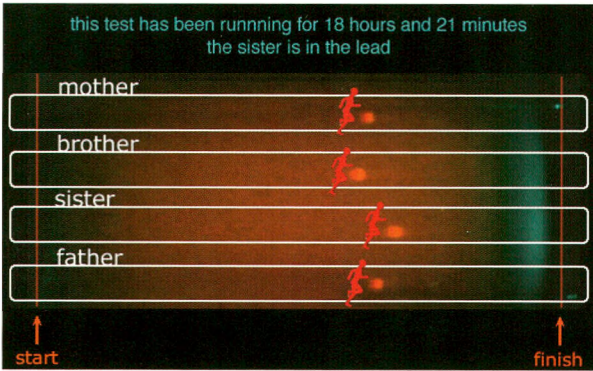 this test has been runnning for 18 hours and 21 minutes
the sister is in the lead
mother
brother
sister
father
start
finish